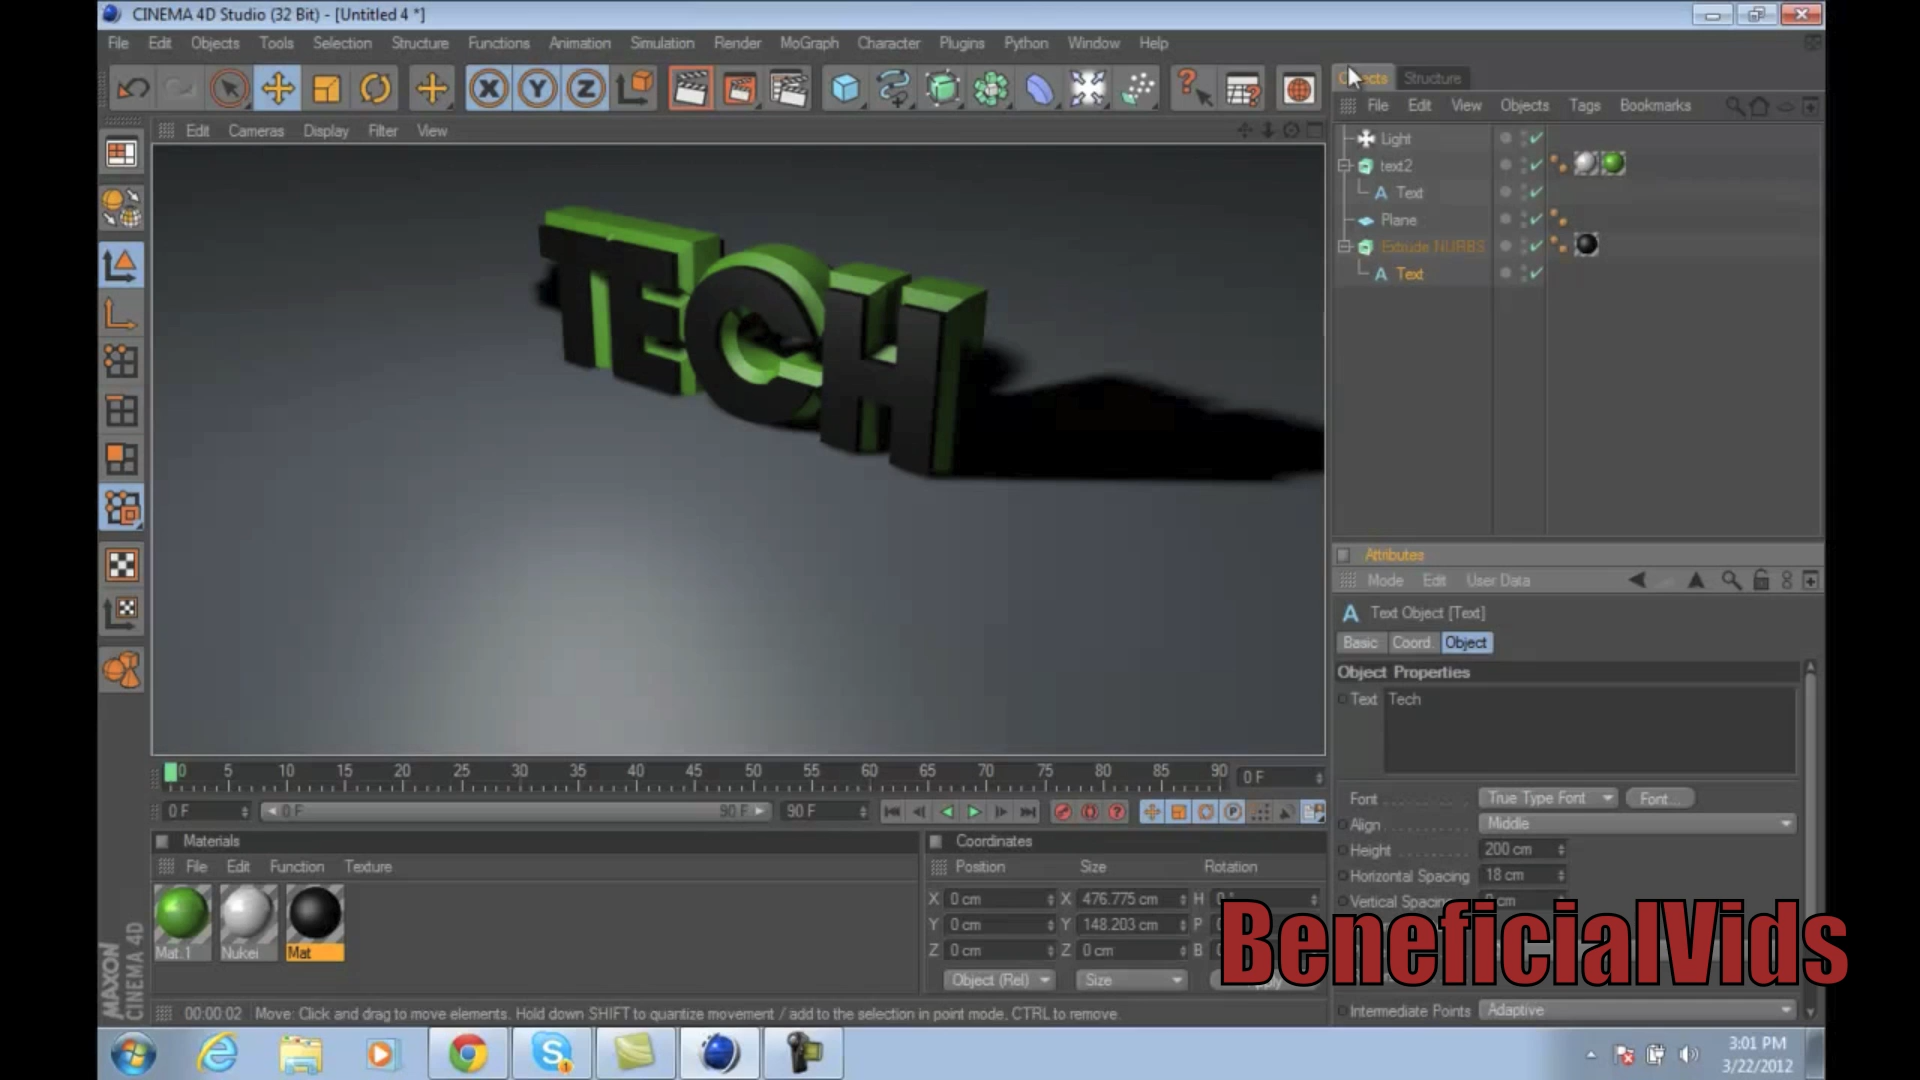 CINEMA 4D Studio (32 Bit) - [Untitled 4 *]
File Edit Objects Tools Selection Structure Functions Animation Simulation Render MoGraph Character Plugins Python Window Help
X Y Z
Structure
File Edit View Objects Tags Bookmarks
Edit Cameras Display Filter View
Light
text2
Text
Plane
Extrude NURBS
Text
TECH
Attributes
Mode Edit User Data
Text Object [Text]
Basic Coord. Object
Object Properties
Text Tech
Font True Type Font Font...
Align Middle
Height 200 cm
Horizontal Spacing 18 cm
Vertical Spacing
Intermediate Points Adaptive
0 5 10 15 20 25 30 35 40 45 50 55 60 65 70 75 80 85 90 0 F
0 F 0 F 90 F 90 F
Materials
File Edit Function Texture
Mat.1 Nukei Mat
Coordinates
Position Size Rotation
X 0 cm X 476.775 cm H
Y 0 cm Y 148.203 cm P
Z 0 cm Z 0 cm B
Object (Rel) Size
BeneficialVids
MAXON
CINEMA 4D
00:00:02 Move: Click and drag to move elements. Hold down SHIFT to quantize movement / add to the selection in point mode, CTRL to remove.
3:01 PM
3/22/2012